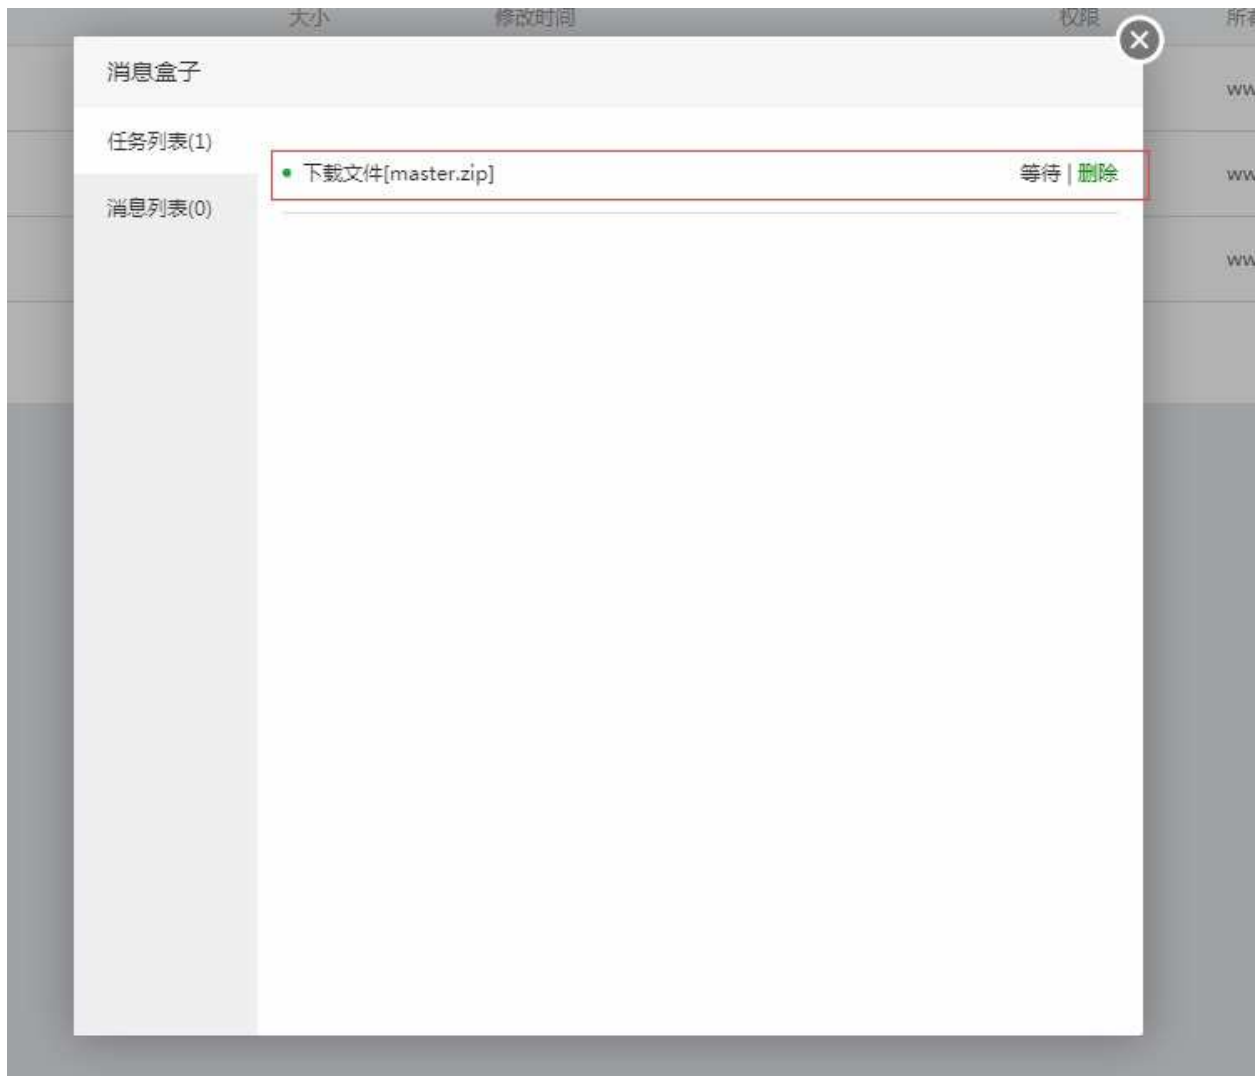 大小 修改时间 权限
消息盒子
任务列表(1)
下载文件[master.zip] 等待 | 删除
消息列表(0)